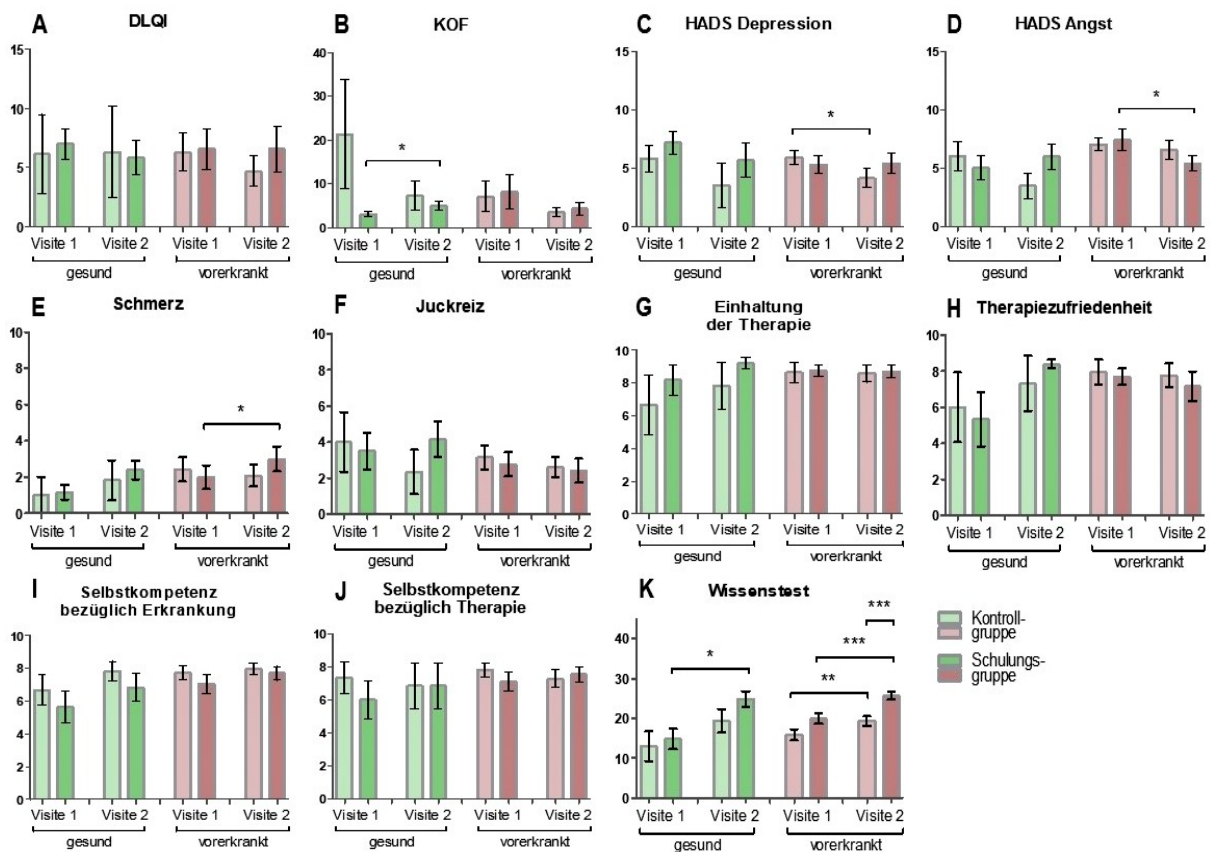 A DLQI
15
10
5
0
Visite 1 Visite 2 Visite 1 Visite 2
gesund vorerkrankt
B KOF
40
30
20
10
0
*
Visite 1 Visite 2 Visite 1 Visite 2
gesund vorerkrankt
C HADS Depression
15
10
5
0
*
Visite 1 Visite 2 Visite 1 Visite 2
gesund vorerkrankt
D HADS Angst
15
10
5
0
*
Visite 1 Visite 2 Visite 1 Visite 2
gesund vorerkrankt
E Schmerz
10
8
6
4
2
0
*
Visite 1 Visite 2 Visite 1 Visite 2
gesund vorerkrankt
F Juckreiz
10
8
6
4
2
0
Visite 1 Visite 2 Visite 1 Visite 2
gesund vorerkrankt
G Einhaltung
der Therapie
10
8
6
4
2
0
Visite 1 Visite 2 Visite 1 Visite 2
gesund vorerkrankt
H Therapiezufriedenheit
10
8
6
4
2
0
Visite 1 Visite 2 Visite 1 Visite 2
gesund vorerkrankt
I Selbstkompetenz
bezüglich Erkrankung
10
8
6
4
2
0
Visite 1 Visite 2 Visite 1 Visite 2
gesund vorerkrankt
J Selbstkompetenz
bezüglich Therapie
10
8
6
4
2
0
Visite 1 Visite 2 Visite 1 Visite 2
gesund vorerkrankt
K Wissenstest
40
30
20
10
0
* ** *** ***
Visite 1 Visite 2 Visite 1 Visite 2
gesund vorerkrankt
Kontroll-
gruppe
Schulungs-
gruppe